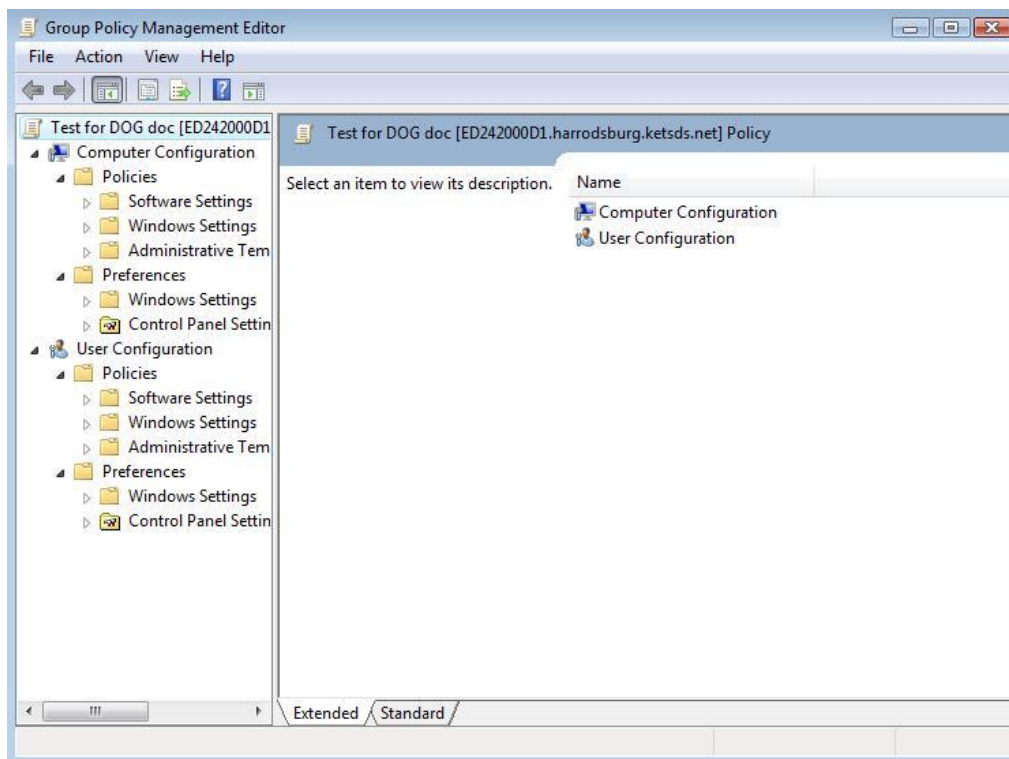 Group Policy Management Editor
File Action View Help
Test for DOG doc [ED242000D1
Computer Configuration
Policies
Software Settings
Windows Settings
Administrative Tem
Preferences
Windows Settings
Control Panel Settin
User Configuration
Policies
Software Settings
Windows Settings
Administrative Tem
Preferences
Windows Settings
Control Panel Settin
Test for DOG doc [ED242000D1.harrodsburg.ketsds.net] Policy
Select an item to view its description.
Name
Computer Configuration
User Configuration
Extended Standard